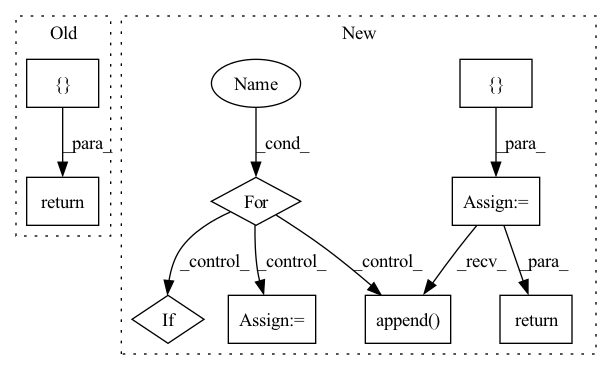 Old
New
{}
Name
{}
_para_
_cond_
_para_
return
For
Assign:=
_control_
_control_
_control_
_recv_
_para_
If
Assign:=
append()
return